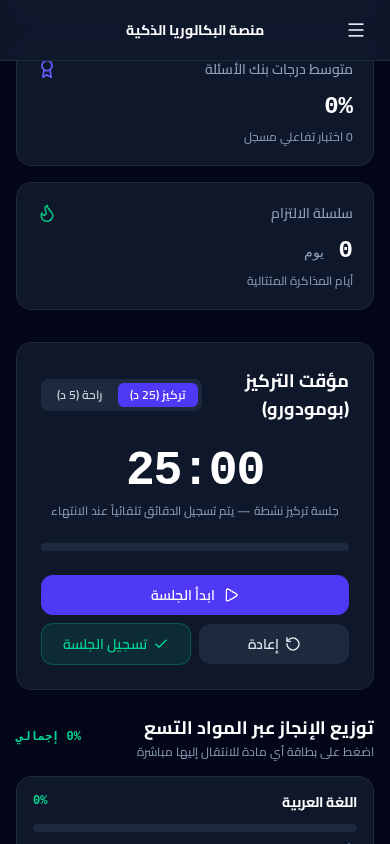 منصة البكالوريا الذكية
متوسط درجات بنك الأسئلة
0%
0 اختبار تفاعلي مسجل
سلسلة الالتزام
0 يوم
أيام المذاكرة المتتالية
مؤقت التركيز
(بومودورو)
تركيز (25 د)
راحة (5 د)
25:00
جلسة تركيز نشطة — يتم تسجيل الدقائق تلقائياً عند الانتهاء
ابدأ الجلسة
إعادة
تسجيل الجلسة
توزيع الإنجاز عبر المواد التسع
0% إجمالي
اضغط على بطاقة أي مادة للانتقال إليها مباشرة
اللغة العربية
0%